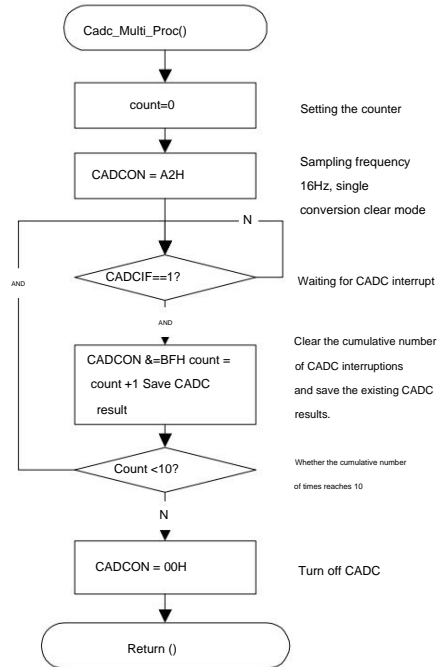 Cadc_Multi_Proc()
count=0
Setting the counter
CADCON = A2H
Sampling frequency
16Hz, single
conversion clear mode
N
AND
CADCIF==1?
Waiting for CADC interrupt
AND
CADCON &=BFH count =
count +1 Save CADC
result
Clear the cumulative number
of CADC interruptions
and save the existing CADC
results.
Count <10?
Whether the cumulative number
of times reaches 10
N
CADCON = 00H
Turn off CADC
Return ()